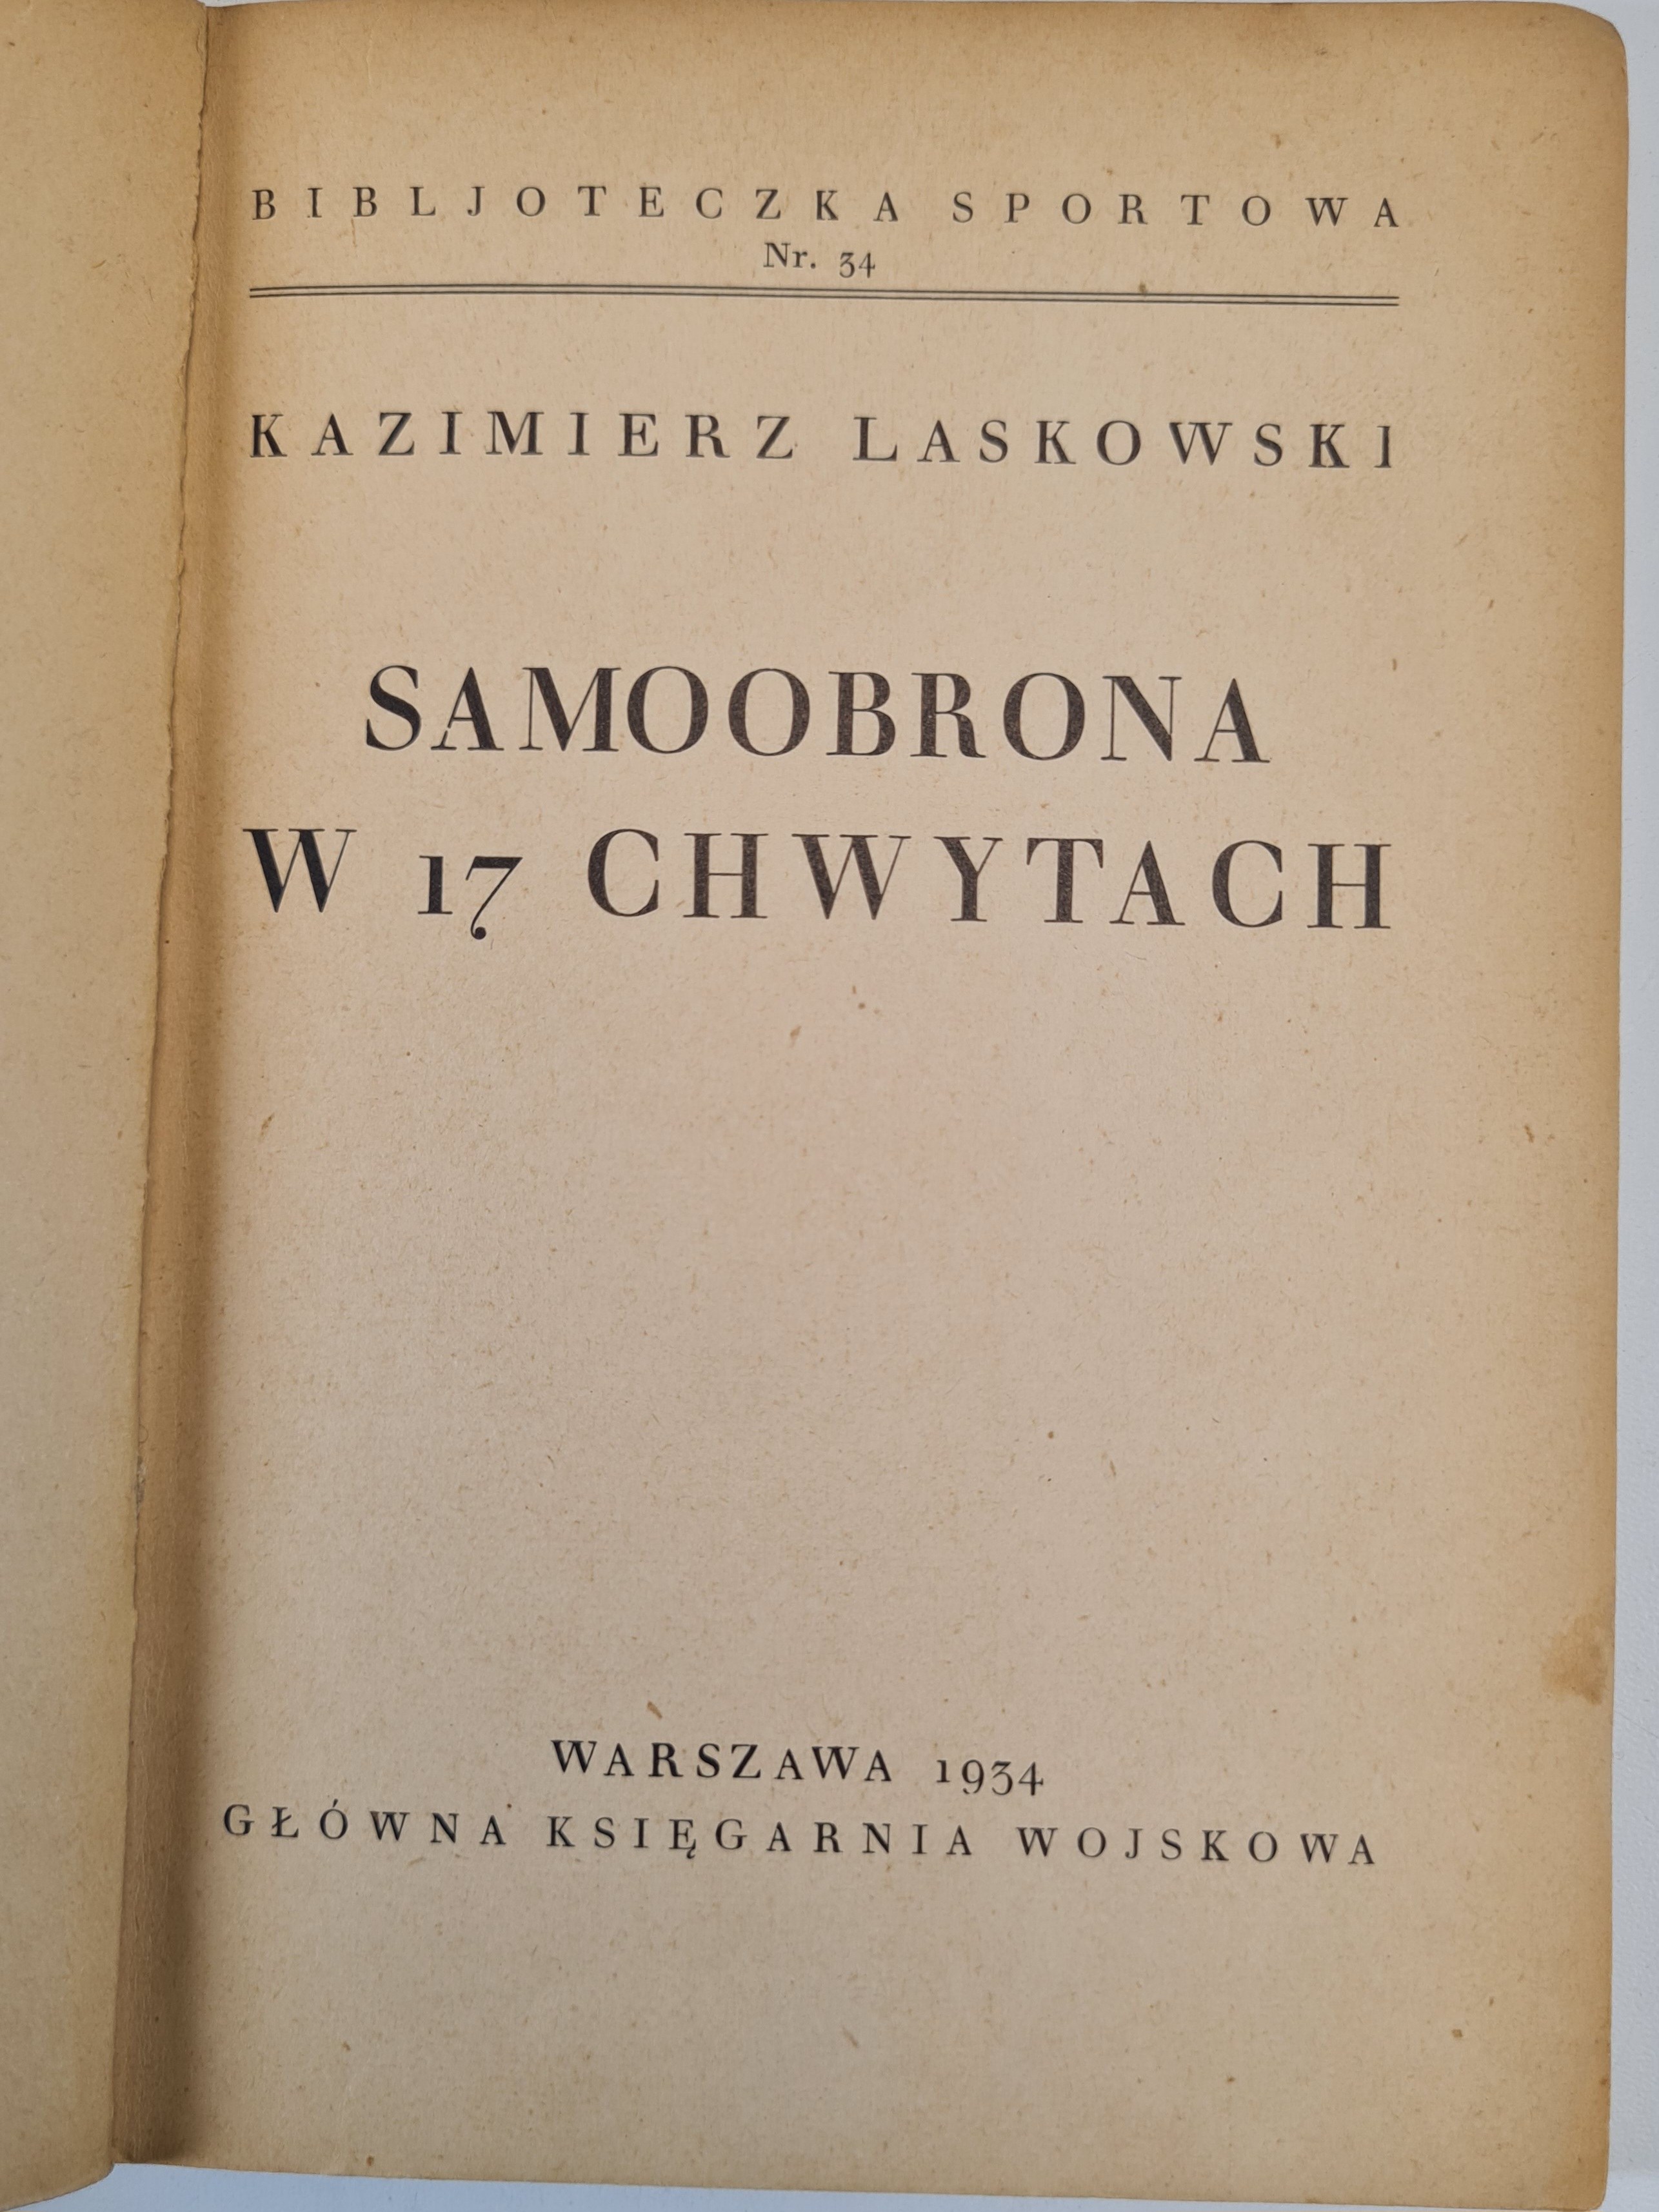 BIBLJOTECZKA SPORTOWA
Nr. 34
KAZIMIERZ LASKOWSKI
SAMOOBRONA
W 17 CHWYTACH
WARSZAWA 1934
GŁÓWNA KSIĘGARNIA WOJSKOWA